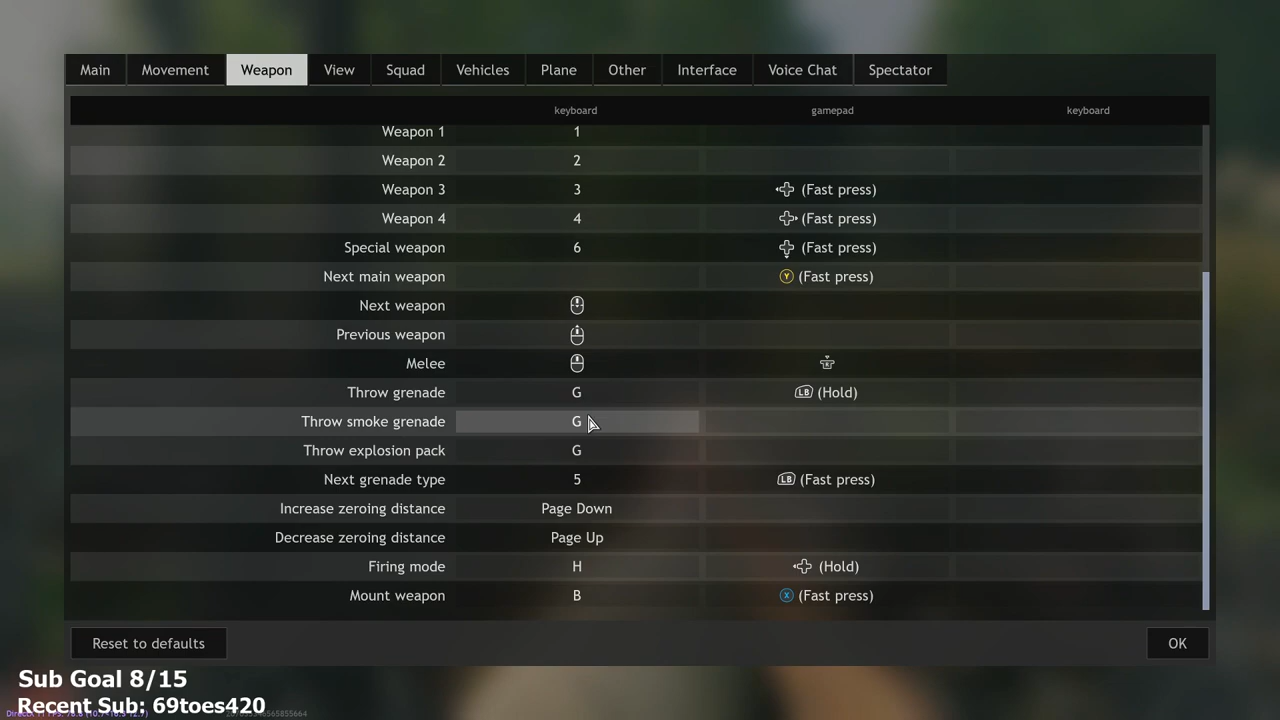 Main Movement Weapon View Squad Vehicles Plane Other Interface Voice Chat Spectator
keyboard gamepad keyboard
Weapon 1 1
Weapon 2 2
Weapon 3 3 (Fast press)
Weapon 4 4 (Fast press)
Special weapon 6 (Fast press)
Next main weapon Y (Fast press)
Next weapon
Previous weapon
Melee R
Throw grenade G LB (Hold)
Throw smoke grenade G
Throw explosion pack G
Next grenade type 5 LB (Fast press)
Increase zeroing distance Page Down
Decrease zeroing distance Page Up
Firing mode H (Hold)
Mount weapon B X (Fast press)
Reset to defaults OK
Sub Goal 8/15
Recent Sub: 69toes420